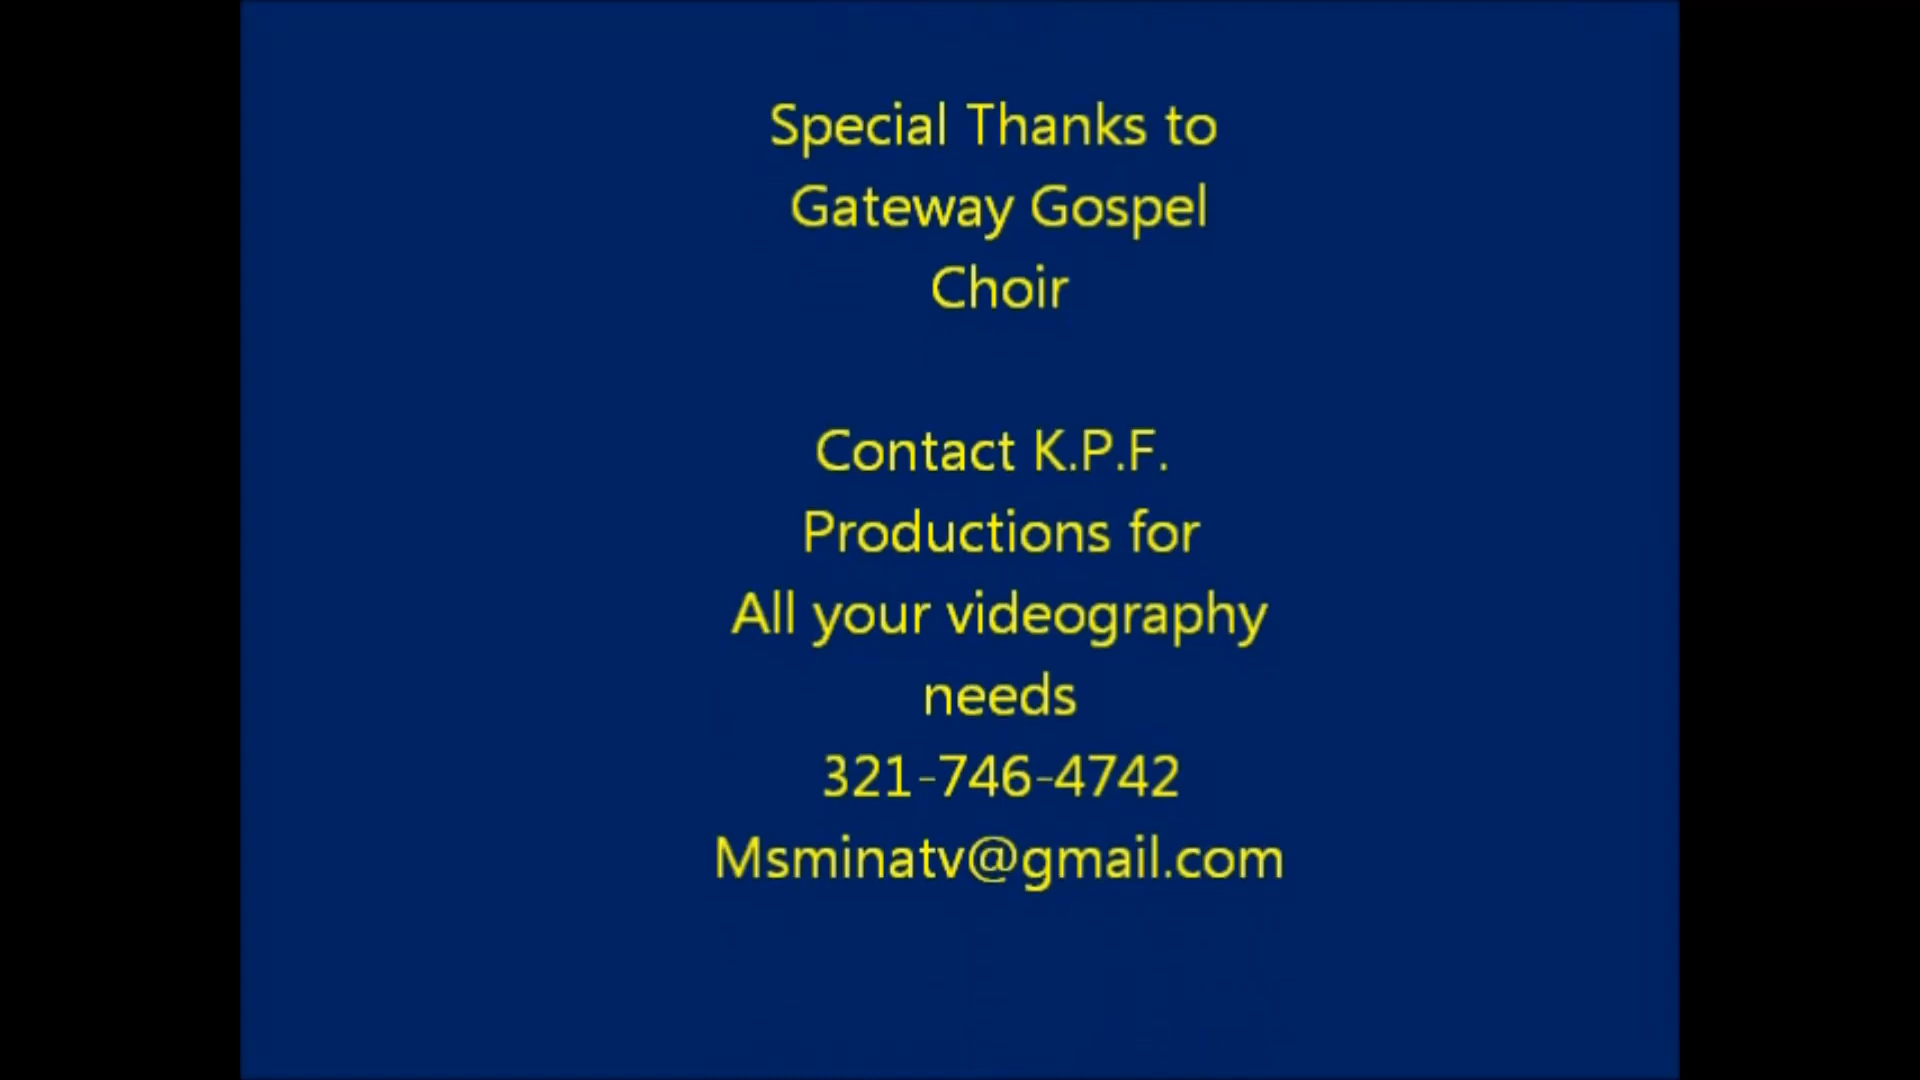 Special Thanks to
Gateway Gospel
Choir
Contact K.P.F.
Productions for
All your videography
needs
321-746-4742
Msminatv@gmail.com